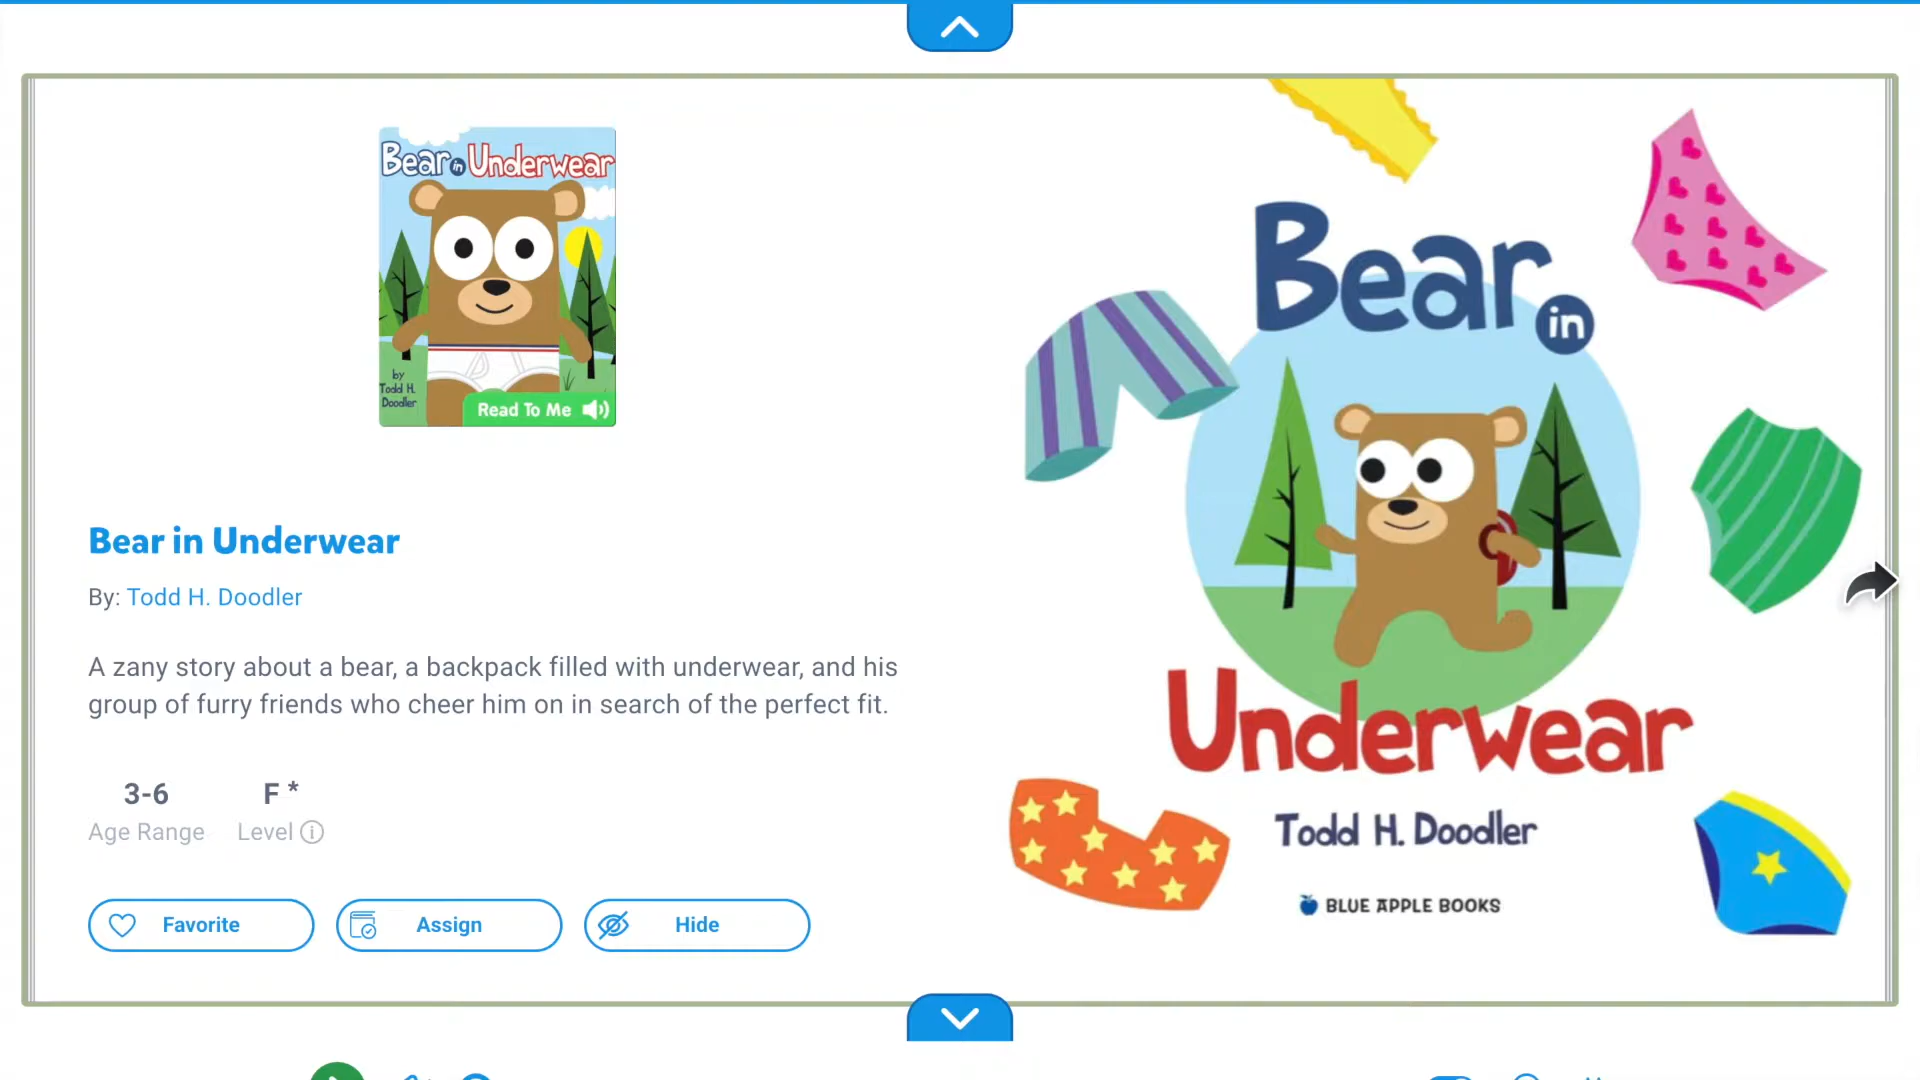 Bear in Underwear
by
Todd H.
Doodler
Read To Me
Bear in Underwear
By: Todd H. Doodler
A zany story about a bear, a backpack filled with underwear, and his
group of furry friends who cheer him on in search of the perfect fit.
3-6
F *
Age Range
Level
Favorite
Assign
Hide
Bear in
Underwear
Todd H. Doodler
BLUE APPLE BOOKS